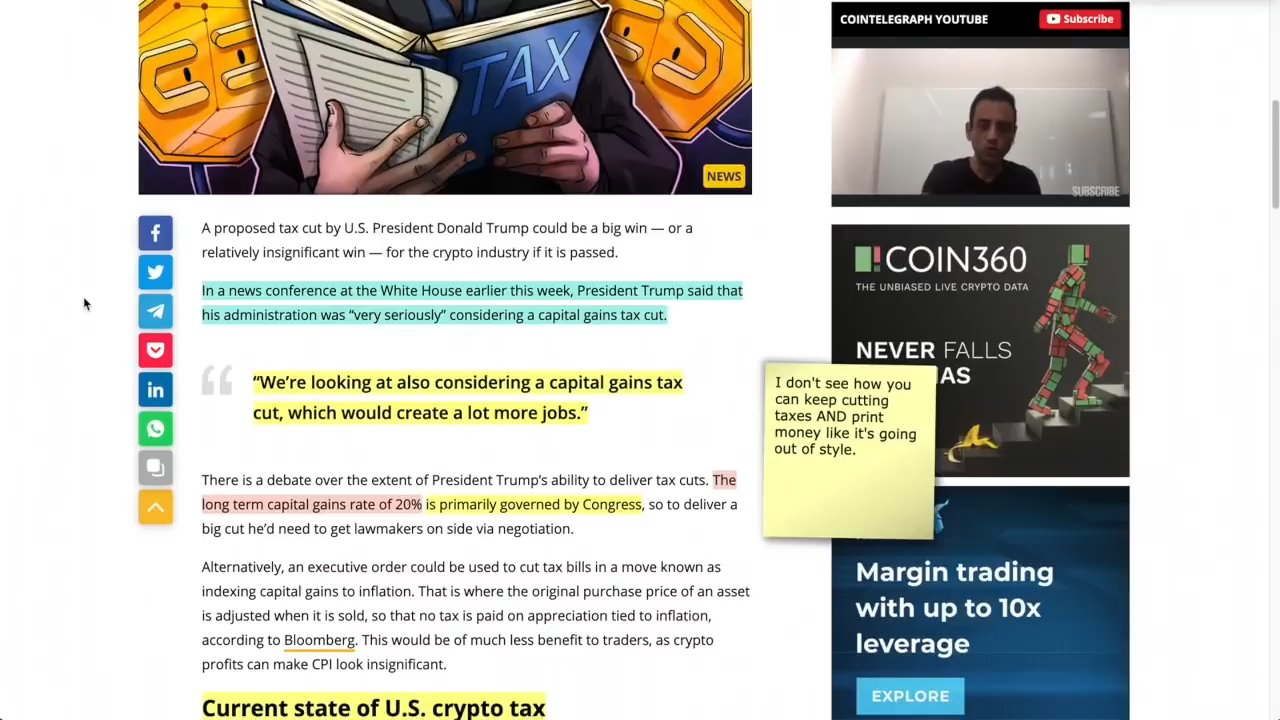 TAX
NEWS
A proposed tax cut by U.S. President Donald Trump could be a big win — or a
relatively insignificant win — for the crypto industry if it is passed.
In a news conference at the White House earlier this week, President Trump said that
his administration was “very seriously” considering a capital gains tax cut.
“We’re looking at also considering a capital gains tax
cut, which would create a lot more jobs.”
There is a debate over the extent of President Trump’s ability to deliver tax cuts. The
long term capital gains rate of 20% is primarily governed by Congress, so to deliver a
big cut he’d need to get lawmakers on side via negotiation.
Alternatively, an executive order could be used to cut tax bills in a move known as
indexing capital gains to inflation. That is where the original purchase price of an asset
is adjusted when it is sold, so that no tax is paid on appreciation tied to inflation,
according to Bloomberg. This would be of much less benefit to traders, as crypto
profits can make CPI look insignificant.
Current state of U.S. crypto tax
COINTELEGRAPH YOUTUBE
Subscribe
SUBSCRIBE
COIN360
THE UNBIASED LIVE CRYPTO DATA
NEVER FALLS
AS
I don't see how you
can keep cutting
taxes AND print
money like it's going
out of style.
Margin trading
with up to 10x
leverage
EXPLORE